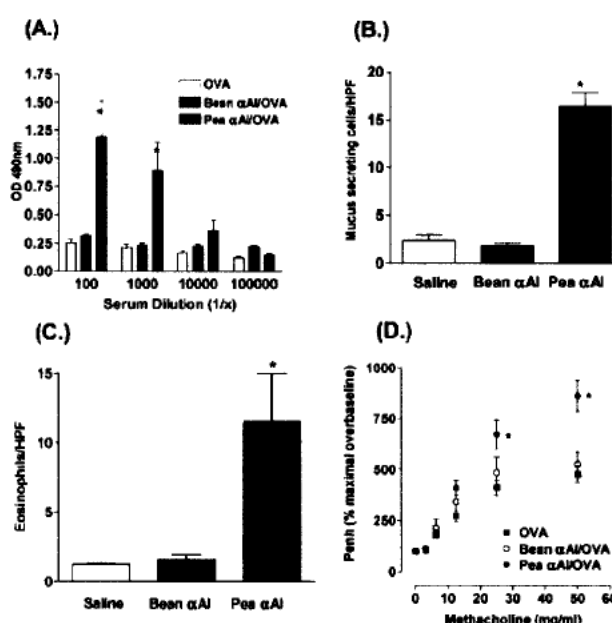 (A.)
1.75
1.50
1.25
1.00
0.75
0.50
0.25
0.00
OD 490nm
OVA
Bean αAI/OVA
Pea αAI/OVA
*
*
100 1000 10000 100000
Serum Dilution (1/x)
(B.)
20
15
10
5
0
Mucus secreting cells/HPF
*
Saline Bean αAI Pea αAI
(C.)
15
10
5
0
Eosinophils/HPF
*
Saline Bean αAI Pea αAI
(D.)
1000
750
500
250
0
Penh (% maximal overbaseline)
*
*
OVA
Bean αAI/OVA
Pea αAI/OVA
0 10 20 30 40 50 60
Methacholine (mg/ml)